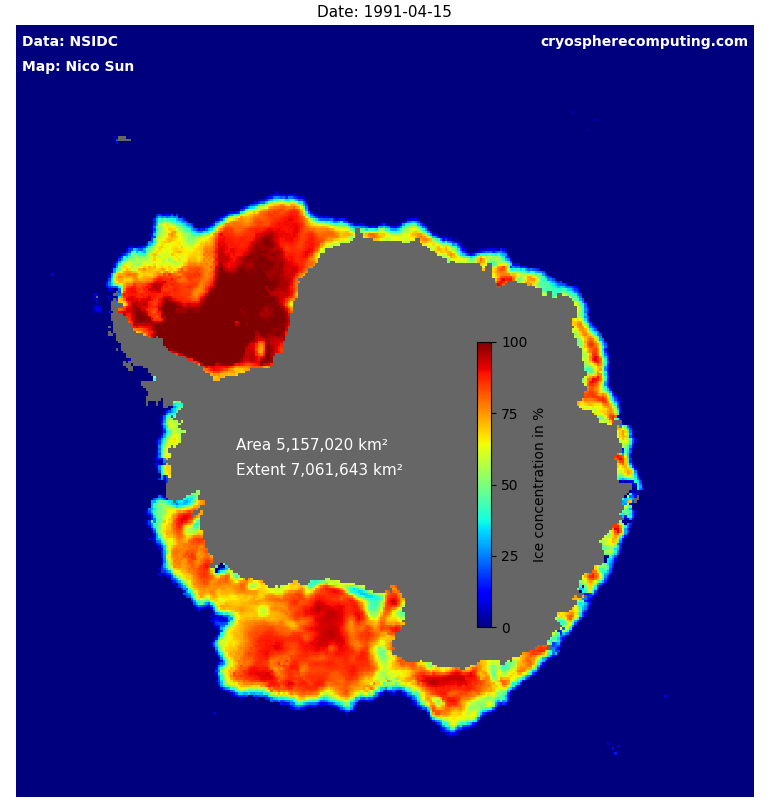 Date: 1991-04-15
Data: NSIDC
cryospherecomputing.com
Map: Nico Sun
100
75
50
25
0
Ice concentration in %
Area 5,157,020 km²
Extent 7,061,643 km²